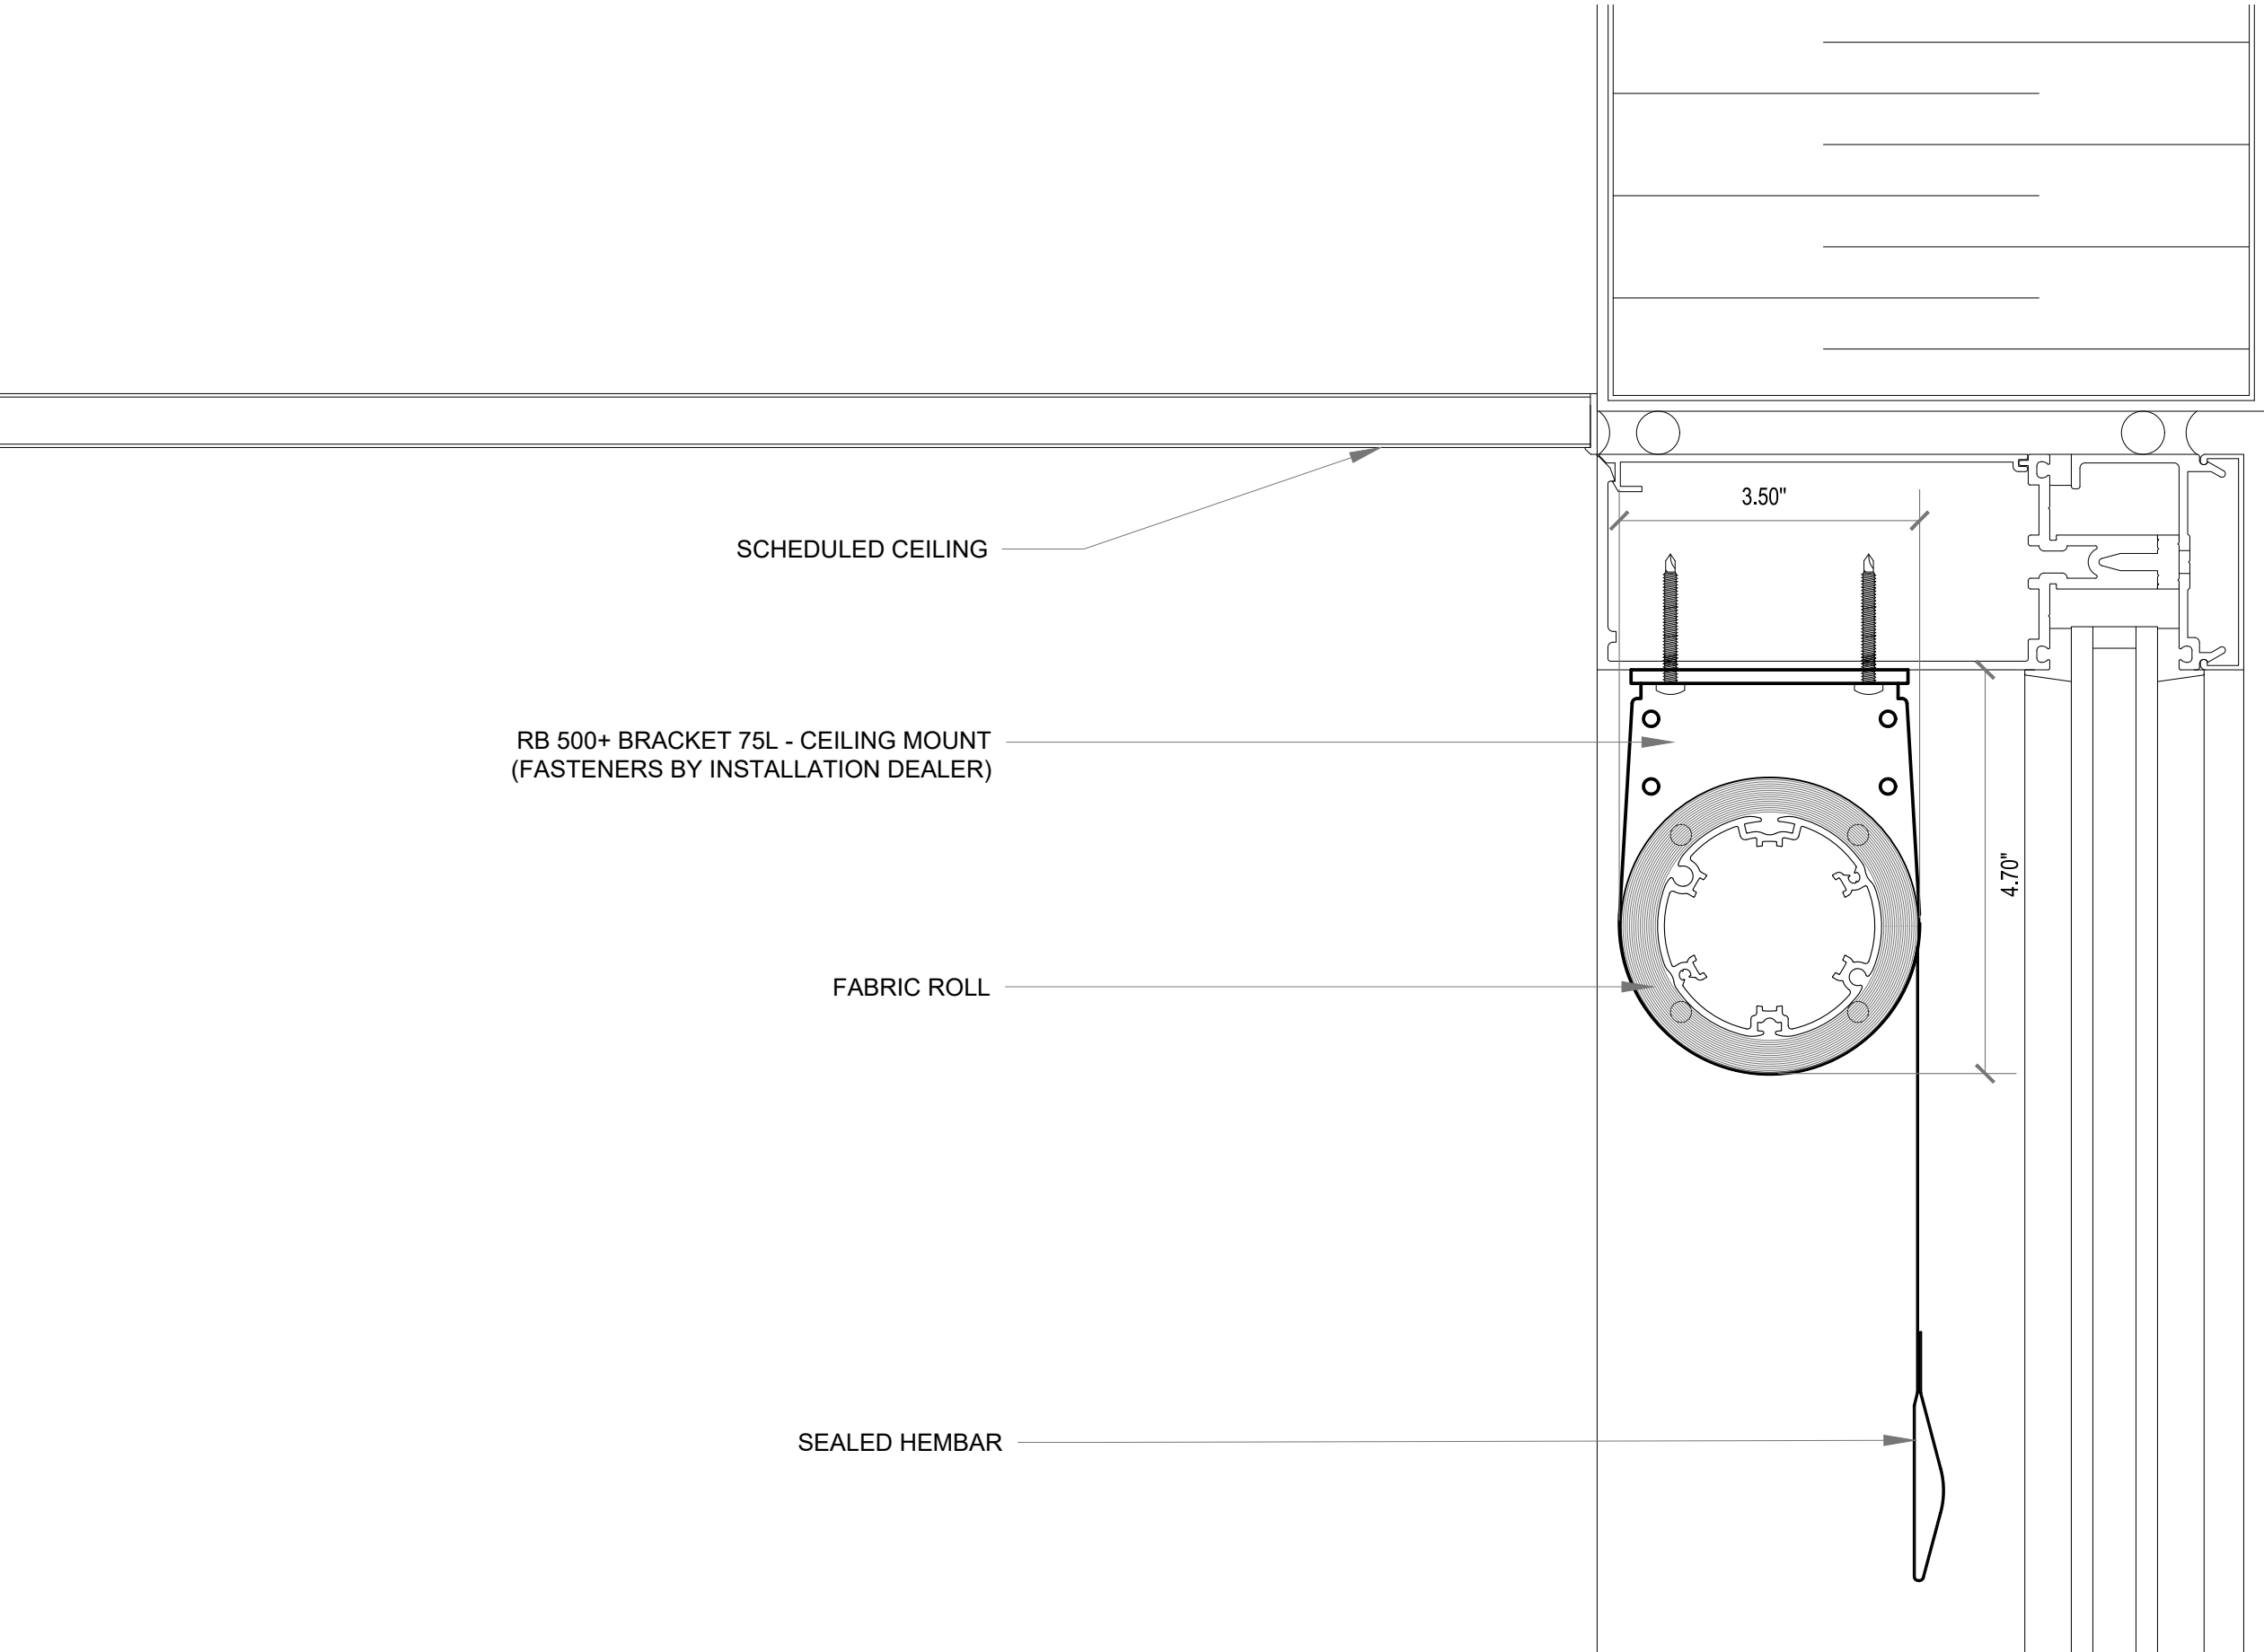 3.50"
SCHEDULED CEILING
RB 500+ BRACKET 75L - CEILING MOUNT
(FASTENERS BY INSTALLATION DEALER)
4.70"
FABRIC ROLL
SEALED HEMBAR